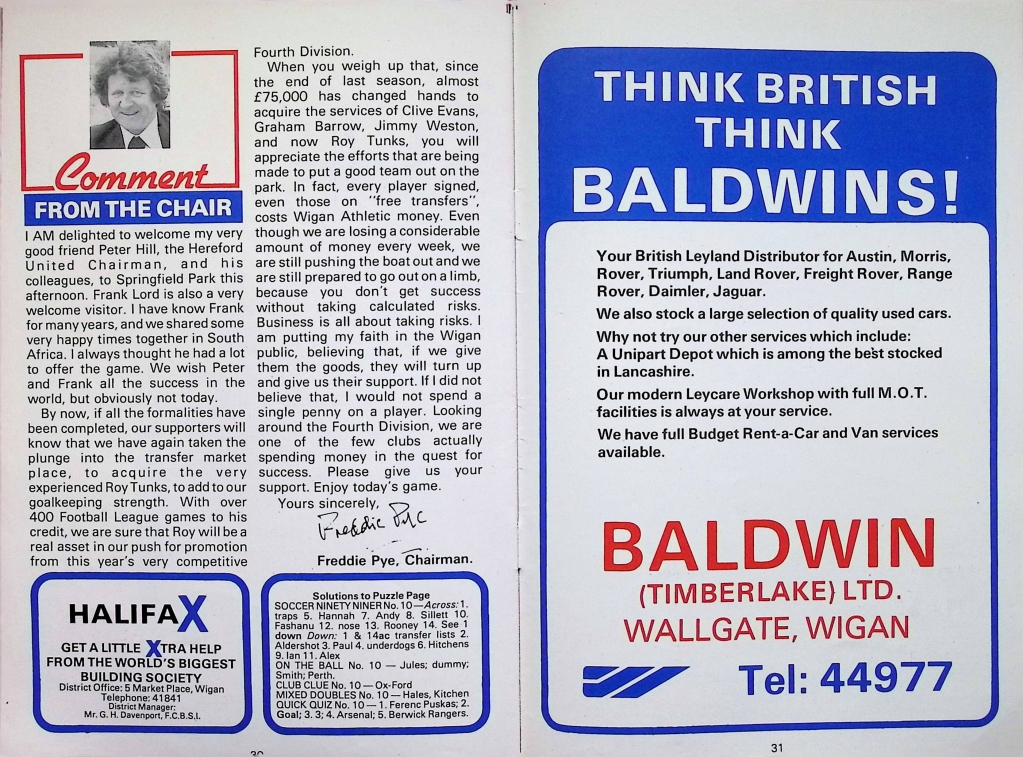 Comment
FROM THE CHAIR
I AM delighted to welcome my very
good friend Peter Hill, the Hereford
United Chairman, and his
colleagues, to Springfield Park this
afternoon. Frank Lord is also a very
welcome visitor. I have know Frank
for many years, and we shared some
very happy times together in South
Africa. I always thought he had a lot
to offer the game. We wish Peter
and Frank all the success in the
world, but obviously not today.
By now, if all the formalities have
been completed, our supporters will
know that we have again taken the
plunge into the transfer market
place, to acquire the very
experienced Roy Tunks, to add to our
goalkeeping strength. With over
400 Football League games to his
credit, we are sure that Roy will be a
real asset in our push for promotion
from this year's very competitive
Fourth Division.
When you weigh up that, since
the end of last season, almost
£75,000 has changed hands to
acquire the services of Clive Evans,
Graham Barrow, Jimmy Weston,
and now Roy Tunks, you will
appreciate the efforts that are being
made to put a good team out on the
park. In fact, every player signed,
even those on "free transfers",
costs Wigan Athletic money. Even
though we are losing a considerable
amount of money every week, we
are still pushing the boat out and we
are still prepared to go out on a limb,
because you don't get success
without taking calculated risks.
Business is all about taking risks. I
am putting my faith in the Wigan
public, believing that, if we give
them the goods, they will turn up
and give us their support. If I did not
believe that, I would not spend a
single penny on a player. Looking
around the Fourth Division, we are
one of the few clubs actually
spending money in the quest for
success. Please give us your
support. Enjoy today's game.
Yours sincerely,
Freddie Pye
Freddie Pye, Chairman.
HALIFAX
GET A LITTLE XTRA HELP
FROM THE WORLD'S BIGGEST
BUILDING SOCIETY
District Office: 5 Market Place, Wigan
Telephone: 41841
District Manager:
Mr. G. H. Davenport, F.C.B.S.I.
Solutions to Puzzle Page
SOCCER NINETY NINER No. 10 — Across: 1.
traps 5. Hannah 7. Andy 8. Sillett 10.
Fashanu 12. nose 13. Rooney 14. See 1
down Down: 1 & 14ac transfer lists 2.
Aldershot 3. Paul 4. underdogs 6. Hitchens
9. Ian 11. Alex
ON THE BALL No. 10 — Jules; dummy;
Smith; Perth.
CLUB CLUE No. 10 — Ox-Ford
MIXED DOUBLES No. 10 — Hales, Kitchen
QUICK QUIZ No. 10 — 1. Ferenc Puskas; 2.
Goal; 3. 3; 4. Arsenal; 5. Berwick Rangers.
30
THINK BRITISH
THINK
BALDWINS!
Your British Leyland Distributor for Austin, Morris,
Rover, Triumph, Land Rover, Freight Rover, Range
Rover, Daimler, Jaguar.
We also stock a large selection of quality used cars.
Why not try our other services which include:
A Unipart Depot which is among the best stocked
in Lancashire.
Our modern Leycare Workshop with full M.O.T.
facilities is always at your service.
We have full Budget Rent-a-Car and Van services
available.
BALDWIN
(TIMBERLAKE) LTD.
WALLGATE, WIGAN
Tel: 44977
31